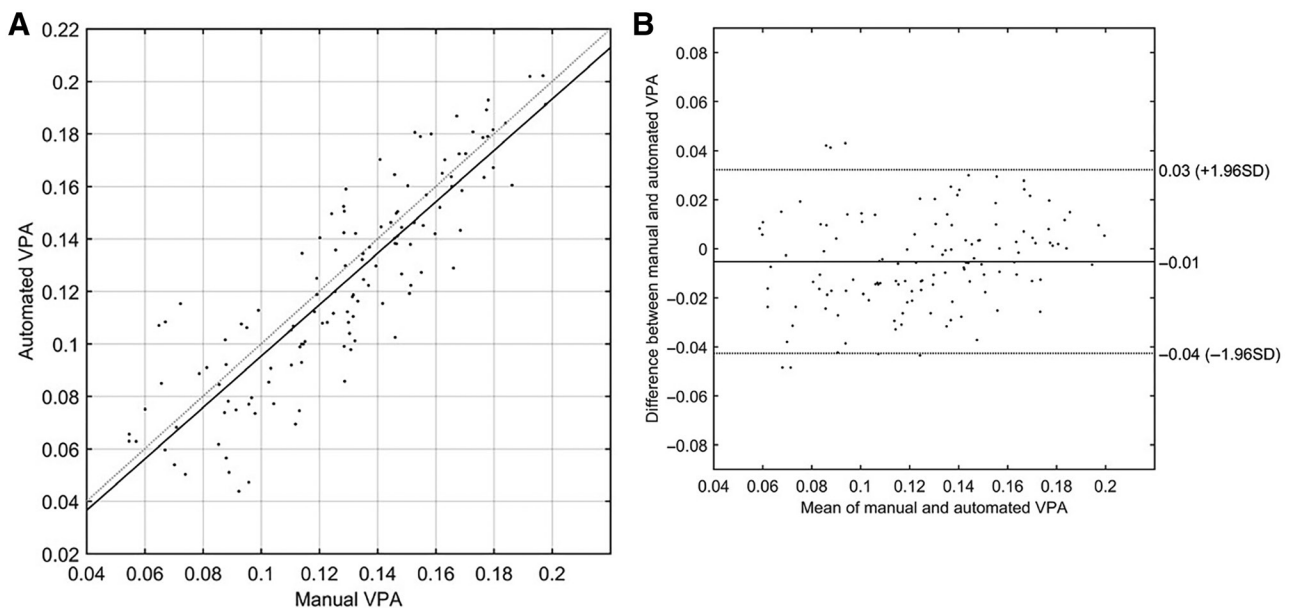 A
0.22
0.2
0.18
0.16
0.14
0.12
0.1
0.08
0.06
0.04
0.02
Automated VPA
0.04 0.06 0.08 0.1 0.12 0.14 0.16 0.18 0.2
Manual VPA
B
0.08
0.06
0.04
0.02
0
−0.02
−0.04
−0.06
−0.08
Difference between manual and automated VPA
0.03 (+1.96SD)
−0.01
−0.04 (−1.96SD)
0.04 0.06 0.08 0.1 0.12 0.14 0.16 0.18 0.2
Mean of manual and automated VPA